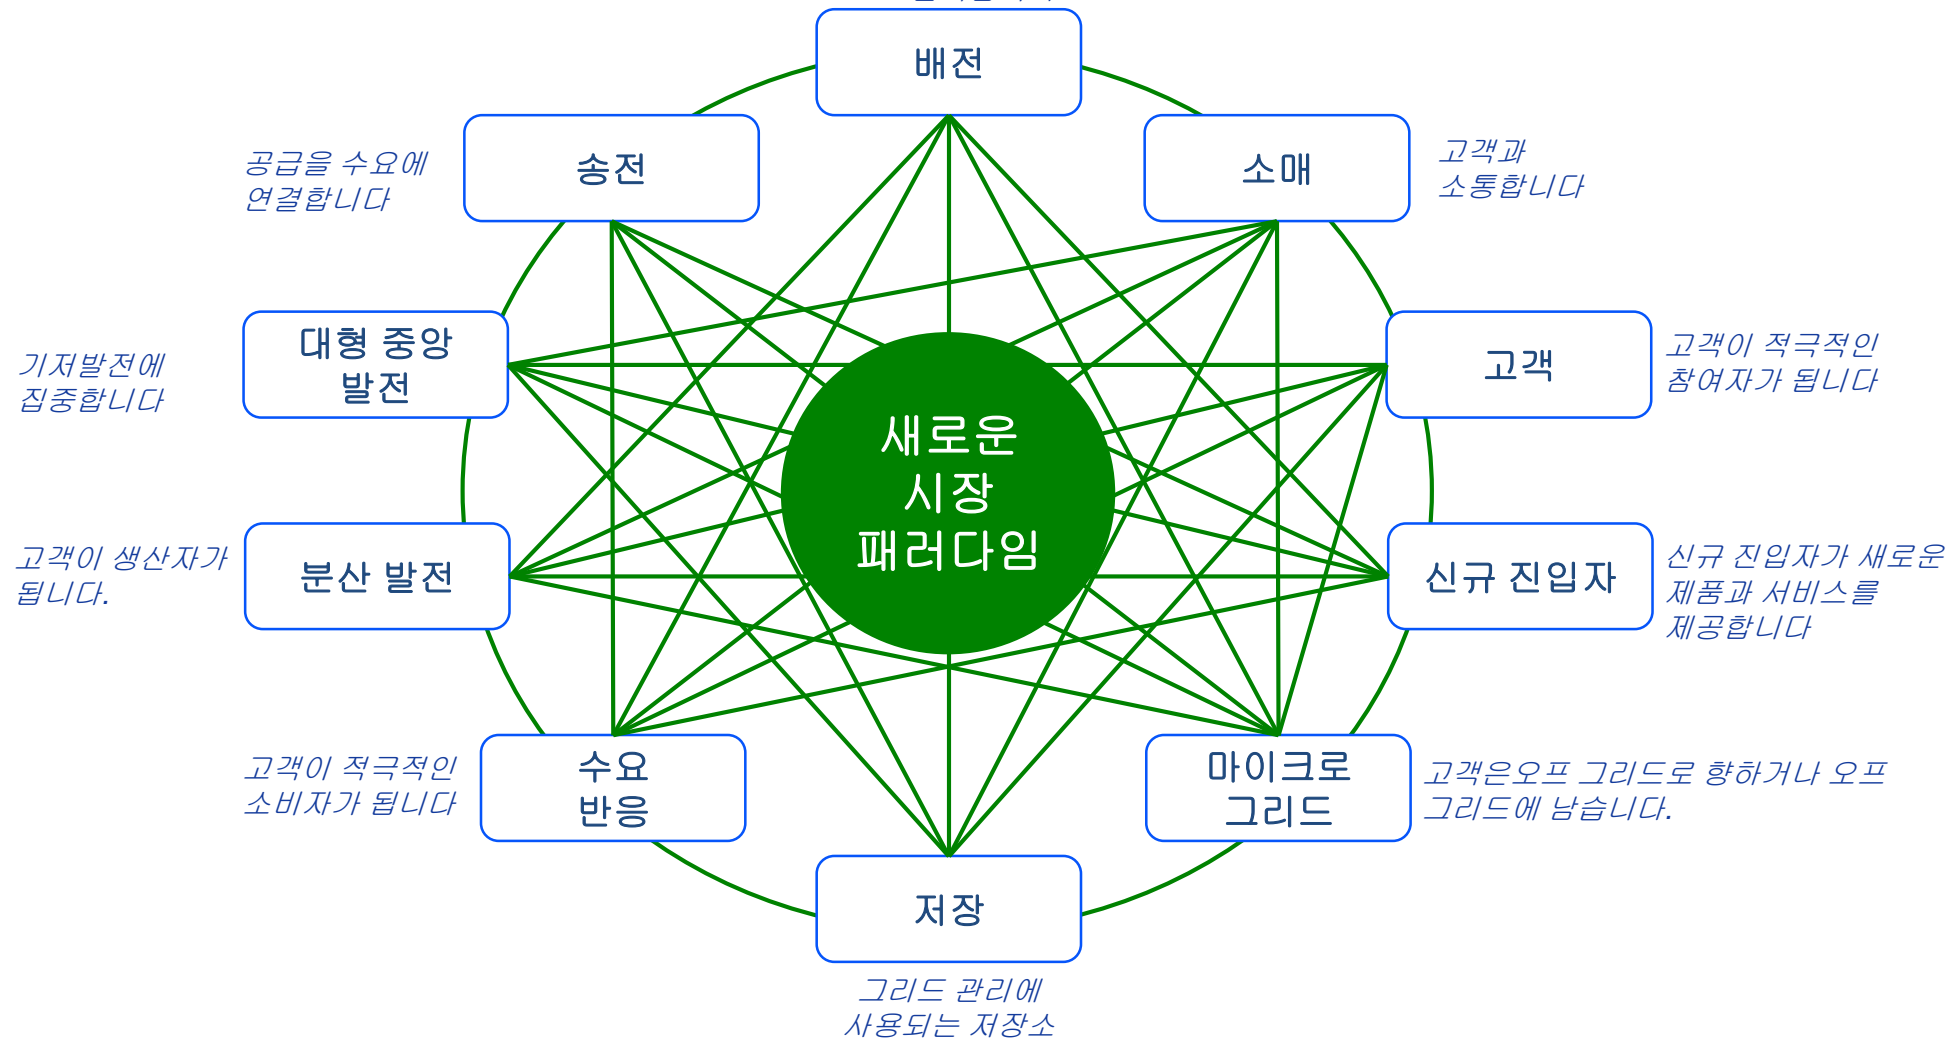 배전
송전
공급을 수요에
연결합니다
소매
고객과
소통합니다
대형 중앙
발전
기저발전에
집중합니다
고객
고객이 적극적인
참여자가 됩니다
새로운
시장
패러다임
분산 발전
고객이 생산자가
됩니다.
신규 진입자
신규 진입자가 새로운
제품과 서비스를
제공합니다
수요
반응
고객이 적극적인
소비자가 됩니다
마이크로
그리드
고객은오프 그리드로 향하거나 오프
그리드에 남습니다.
저장
그리드 관리에
사용되는 저장소